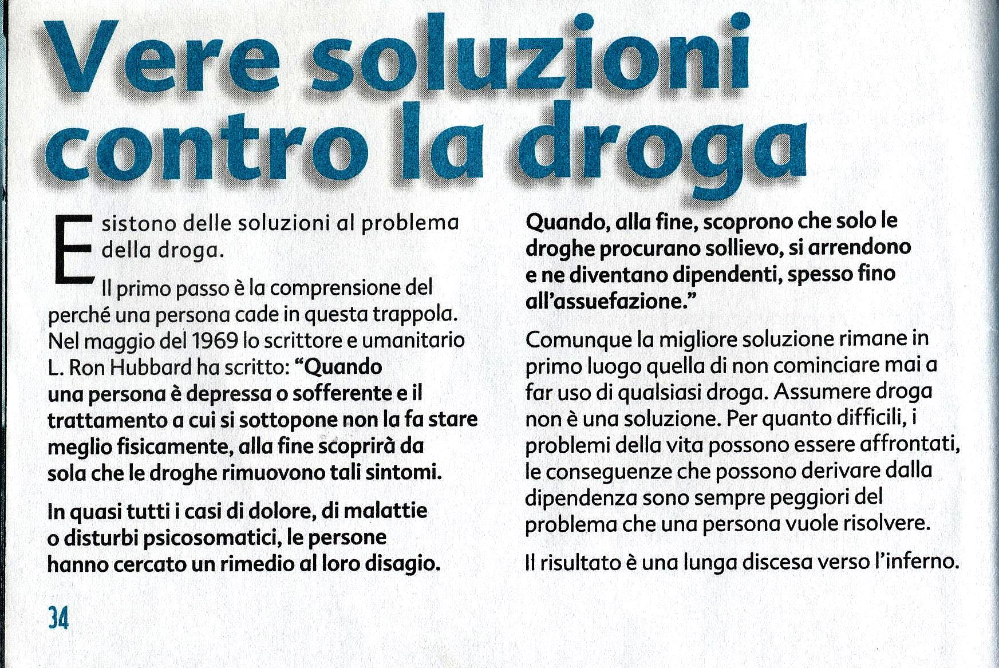 Vere soluzioni
contro la droga
Esistono delle soluzioni al problema
della droga.
Il primo passo è la comprensione del
perché una persona cade in questa trappola.
Nel maggio del 1969 lo scrittore e umanitario
L. Ron Hubbard ha scritto: “Quando
una persona è depressa o sofferente e il
trattamento a cui si sottopone non la fa stare
meglio fisicamente, alla fine scoprirà da
sola che le droghe rimuovono tali sintomi.
In quasi tutti i casi di dolore, di malattie
o disturbi psicosomatici, le persone
hanno cercato un rimedio al loro disagio.
Quando, alla fine, scoprono che solo le
droghe procurano sollievo, si arrendono
e ne diventano dipendenti, spesso fino
all’assuefazione.”
Comunque la migliore soluzione rimane in
primo luogo quella di non cominciare mai a
far uso di qualsiasi droga. Assumere droga
non è una soluzione. Per quanto difficili, i
problemi della vita possono essere affrontati,
le conseguenze che possono derivare dalla
dipendenza sono sempre peggiori del
problema che una persona vuole risolvere.
Il risultato è una lunga discesa verso l’inferno.
34